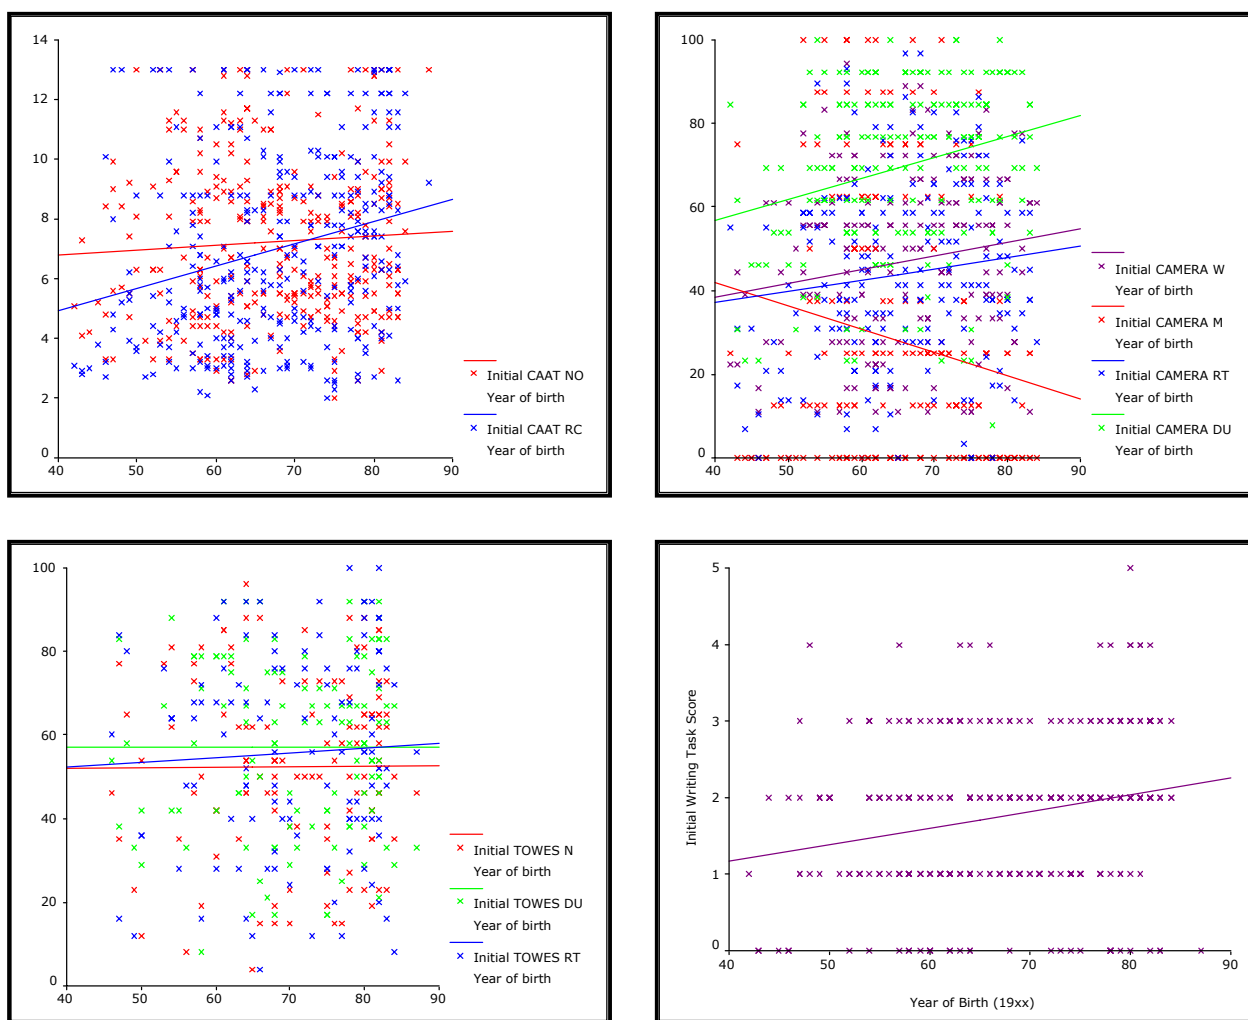 14
12
10
8
6
4
2
0
40 50 60 70 80 90
Initial CAAT NO
Year of birth
Initial CAAT RC
Year of birth
100
80
60
40
20
0
40 50 60 70 80 90
Initial CAMERA W
Year of birth
Initial CAMERA M
Year of birth
Initial CAMERA RT
Year of birth
Initial CAMERA DU
Year of birth
100
80
60
40
20
0
40 50 60 70 80 90
Initial TOWES N
Year of birth
Initial TOWES DU
Year of birth
Initial TOWES RT
Year of birth
Initial Writing Task Score
5
4
3
2
1
0
40 50 60 70 80 90
Year of Birth (19xx)